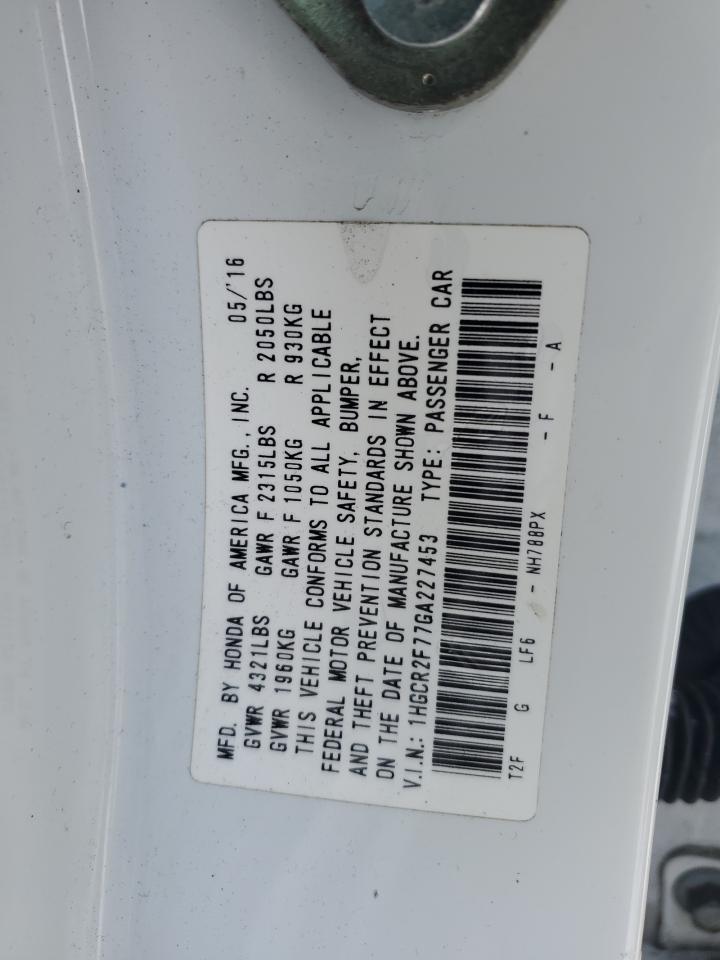 MFD. BY HONDA OF AMERICA MFG., INC. 05/'16
GVWR 4321LBS GAWR F 2315LBS R 2050LBS
GVWR 1960KG GAWR F 1050KG R 930KG
THIS VEHICLE CONFORMS TO ALL APPLICABLE
FEDERAL MOTOR VEHICLE SAFETY, BUMPER,
AND THEFT PREVENTION STANDARDS IN EFFECT
ON THE DATE OF MANUFACTURE SHOWN ABOVE.
V.I.N.: 1HGCR2F77GA227453 TYPE: PASSENGER CAR
T2F G LF6 - NH788PX - F - A